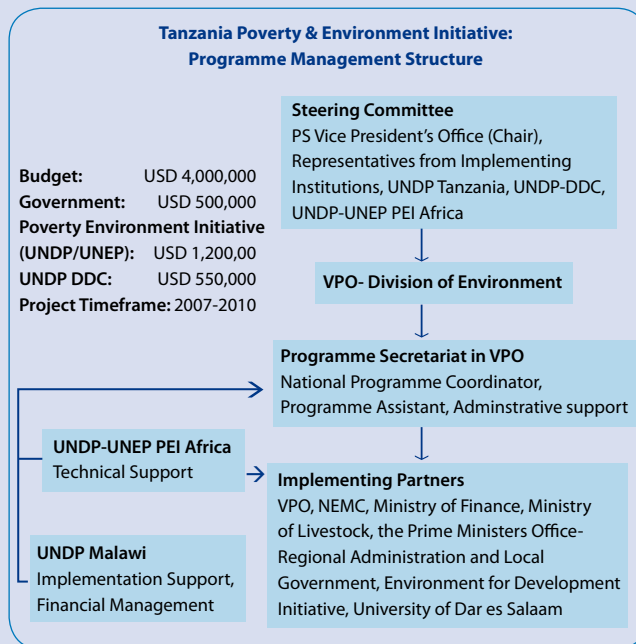 Tanzania Poverty & Environment Initiative:
Programme Management Structure
Steering Committee
PS Vice President's Office (Chair),
Representatives from Implementing
Institutions, UNDP Tanzania, UNDP-DDC,
UNDP-UNEP PEI Africa
Budget: USD 4,000,000
Government: USD 500,000
Poverty Environment Initiative
(UNDP/UNEP): USD 1,200,00
UNDP DDC: USD 550,000
Project Timeframe: 2007-2010
VPO- Division of Environment
Programme Secretariat in VPO
National Programme Coordinator,
Programme Assistant, Adminstrative support
UNDP-UNEP PEI Africa
Technical Support
Implementing Partners
VPO, NEMC, Ministry of Finance, Ministry
of Livestock, the Prime Ministers Office-
Regional Administration and Local
Government, Environment for Development
Initiative, University of Dar es Salaam
UNDP Malawi
Implementation Support,
Financial Management